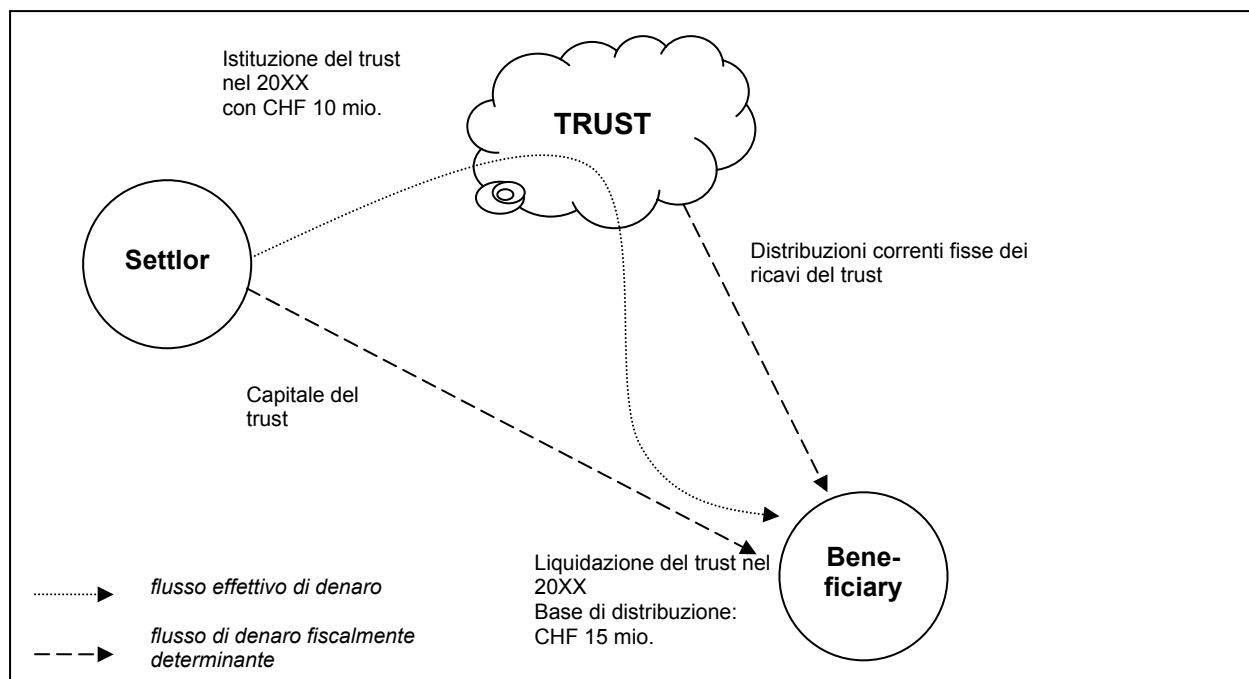 Istituzione del trust
nel 20XX
con CHF 10 mio.
TRUST
Settlor
Distribuzioni correnti fisse dei
ricavi del trust
Capitale del
trust
Liquidazione del trust nel
20XX
Base di distribuzione:
CHF 15 mio.
Bene-
ficiary
flusso effettivo di denaro
flusso di denaro fiscalmente
determinante